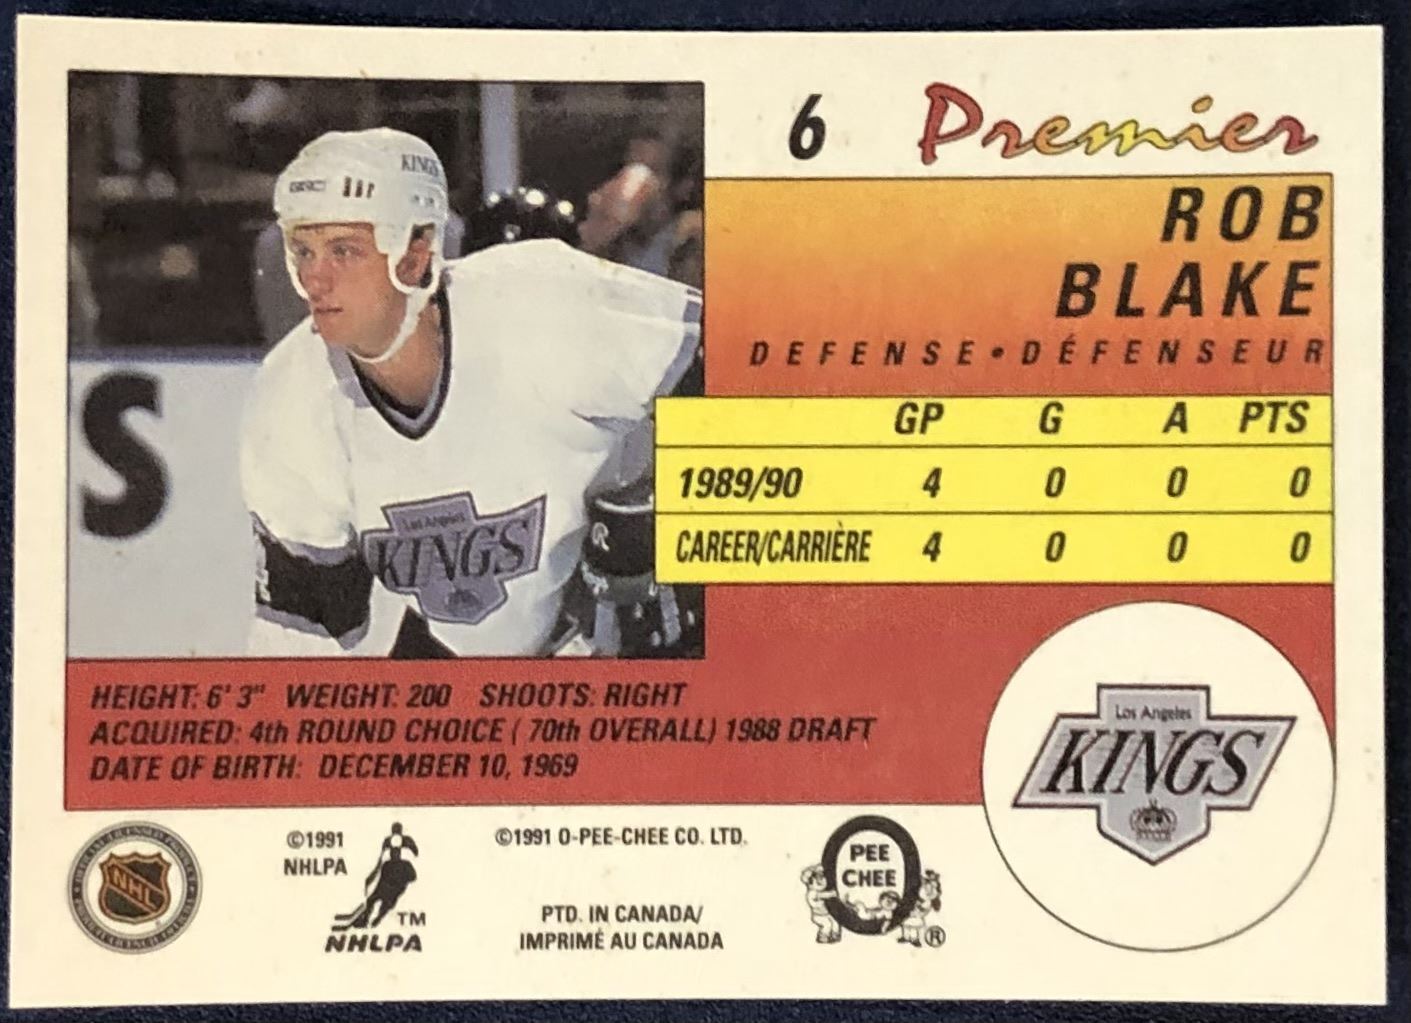 6 Premier
ROB
BLAKE
DEFENSE • DÉFENSEUR
GP G A PTS
1989/90 4 0 0 0
CAREER/CARRIÈRE 4 0 0 0
KINGS
S
Los Angeles
KINGS
HEIGHT: 6' 3" WEIGHT: 200 SHOOTS: RIGHT
ACQUIRED: 4th ROUND CHOICE ( 70th OVERALL) 1988 DRAFT
DATE OF BIRTH: DECEMBER 10, 1969
Los Angeles
KINGS
NHL
©1991
NHLPA
TM
NHLPA
©1991 O-PEE-CHEE CO. LTD.
PTD. IN CANADA/
IMPRIMÉ AU CANADA
O
PEE
CHEE
®